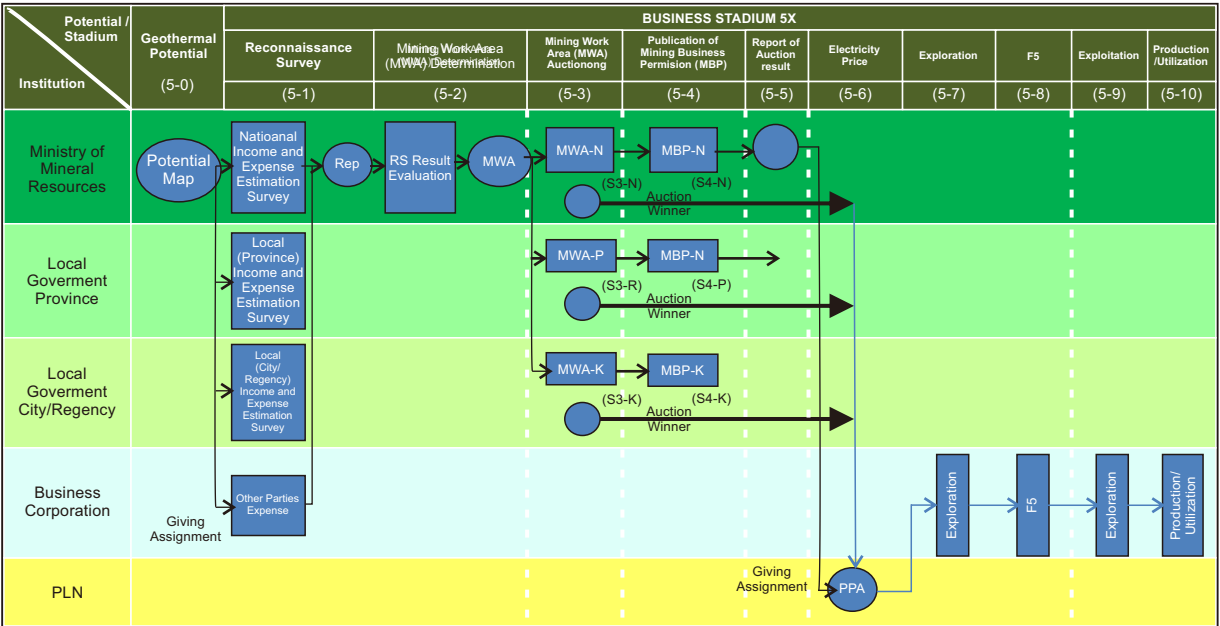 Potential /
Stadium
Institution
Geothermal
Potential
(5-0)
BUSINESS STADIUM 5X
Reconnaissance
Survey
(5-1)
Mining Work Area
(MWA) Determination
(5-2)
Mining Work
Area (MWA)
Auctionong
(5-3)
Publication of
Mining Business
Permision (MBP)
(5-4)
Report of
Auction
result
(5-5)
Electricity
Price
(5-6)
Exploration
(5-7)
F5
(5-8)
Exploitation
(5-9)
Production
/Utilization
(5-10)
Ministry of
Mineral
Resources
Potential
Map
Natioanal
Income and
Expense
Estimation
Survey
Rep
RS Result
Evaluation
MWA
MWA-N
(S3-N)
MBP-N
(S4-N)
Auction
Winner
Local
Goverment
Province
Local
(Province)
Income and
Expense
Estimation
Survey
MWA-P
(S3-R)
MBP-N
(S4-P)
Auction
Winner
Local
Goverment
City/Regency
Local
(City/
Regency)
Income and
Expense
Estimation
Survey
MWA-K
(S3-K)
MBP-K
(S4-K)
Auction
Winner
Business
Corporation
Giving
Assignment
Other Parties
Expense
Exploration
F5
Exploration
Production/
Utilization
PLN
Giving
Assignment
PPA